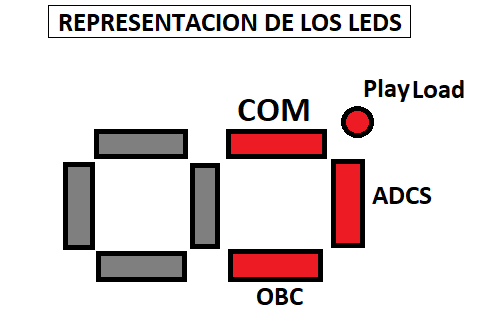 REPRESENTACION DE LOS LEDS
PlayLoad
COM
ADCS
OBC